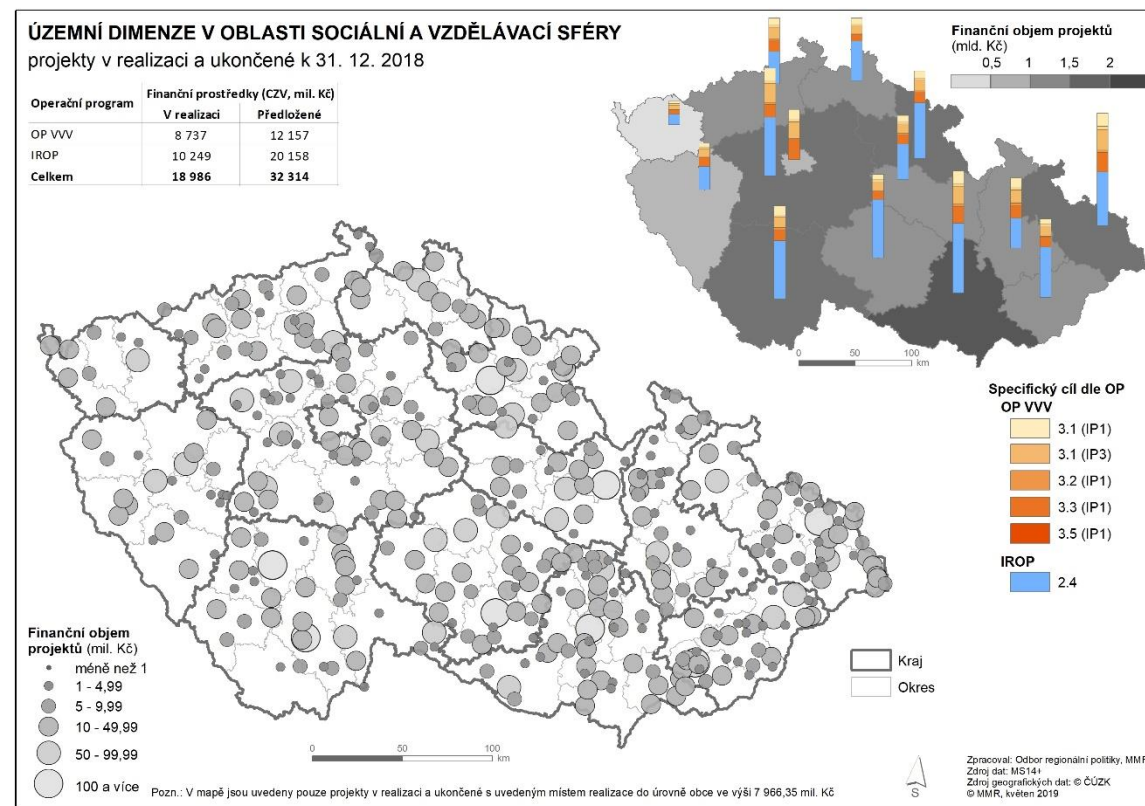 ÚZEMNÍ DIMENZE V OBLASTI SOCIÁLNÍ A VZDĚLÁVACÍ SFÉRY
projekty v realizaci a ukončené k 31. 12. 2018
Operační program
Finanční prostředky (CZV, mil. Kč)
V realizaci Předložené
OP VVV 8 737 12 157
IROP 10 249 20 158
Celkem 18 986 32 314
Finanční objem projektů
(mld. Kč)
0,5 1 1,5 2
0 50 100
km
Specifický cíl dle OP
OP VVV
3.1 (IP1)
3.1 (IP3)
3.2 (IP1)
3.3 (IP1)
3.5 (IP1)
IROP
2.4
Finanční objem
projektů (mil. Kč)
méně než 1
1 - 4,99
5 - 9,99
10 - 49,99
50 - 99,99
100 a více
Kraj
Okres
0 50 100
km
Pozn.: V mapě jsou uvedeny pouze projekty v realizaci a ukončené s uvedeným místem realizace do úrovně obce ve výši 7 966,35 mil. Kč
S
Zpracoval: Odbor regionální politiky, MMR
Zdroj dat: MS14+
Zdroj geografických dat: © ČÚZK
© MMR, květen 2019